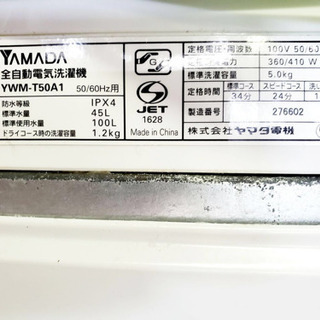 YAMADA
全自動電気洗濯機
YWM-T50A1 50/60Hz用
防水等級 IPX4
標準水量 45L
標準使用水量 100L
ドライコース時の洗濯容量 1.2kg
G
S
JET
1628
Made in China
定格電圧・周波数 100V 50/60
定格消費電力 360/410 W
標準洗濯容量 5.0kg
標準コース スピードコース
34分 24分
製造番号 276602
株式会社 ヤマダ電機